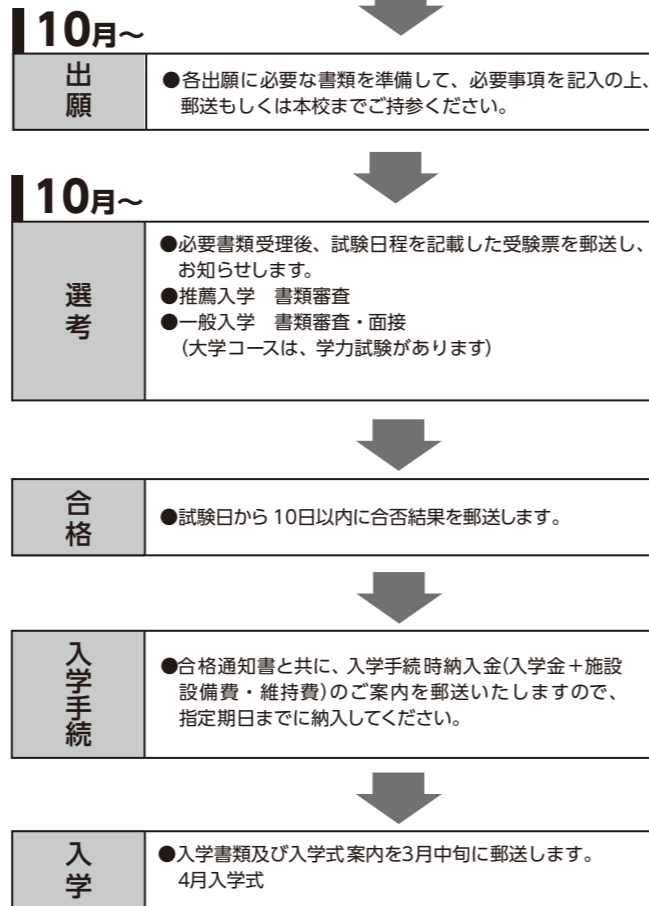 10月～
出願
●各出願に必要な書類を準備して、必要事項を記入の上、
郵送もしくは本校までご持参ください。
10月～
選考
●必要書類受理後、試験日程を記載した受験票を郵送し、
お知らせします。
●推薦入学　書類審査
●一般入学　書類審査・面接
(大学コースは、学力試験があります)
合格
●試験日から10日以内に合否結果を郵送します。
入学手続
●合格通知書と共に、入学手続時納入金(入学金＋施設
設備費・維持費)のご案内を郵送いたしますので、
指定期日までに納入してください。
入学
●入学書類及び入学式案内を3月中旬に郵送します。
4月入学式